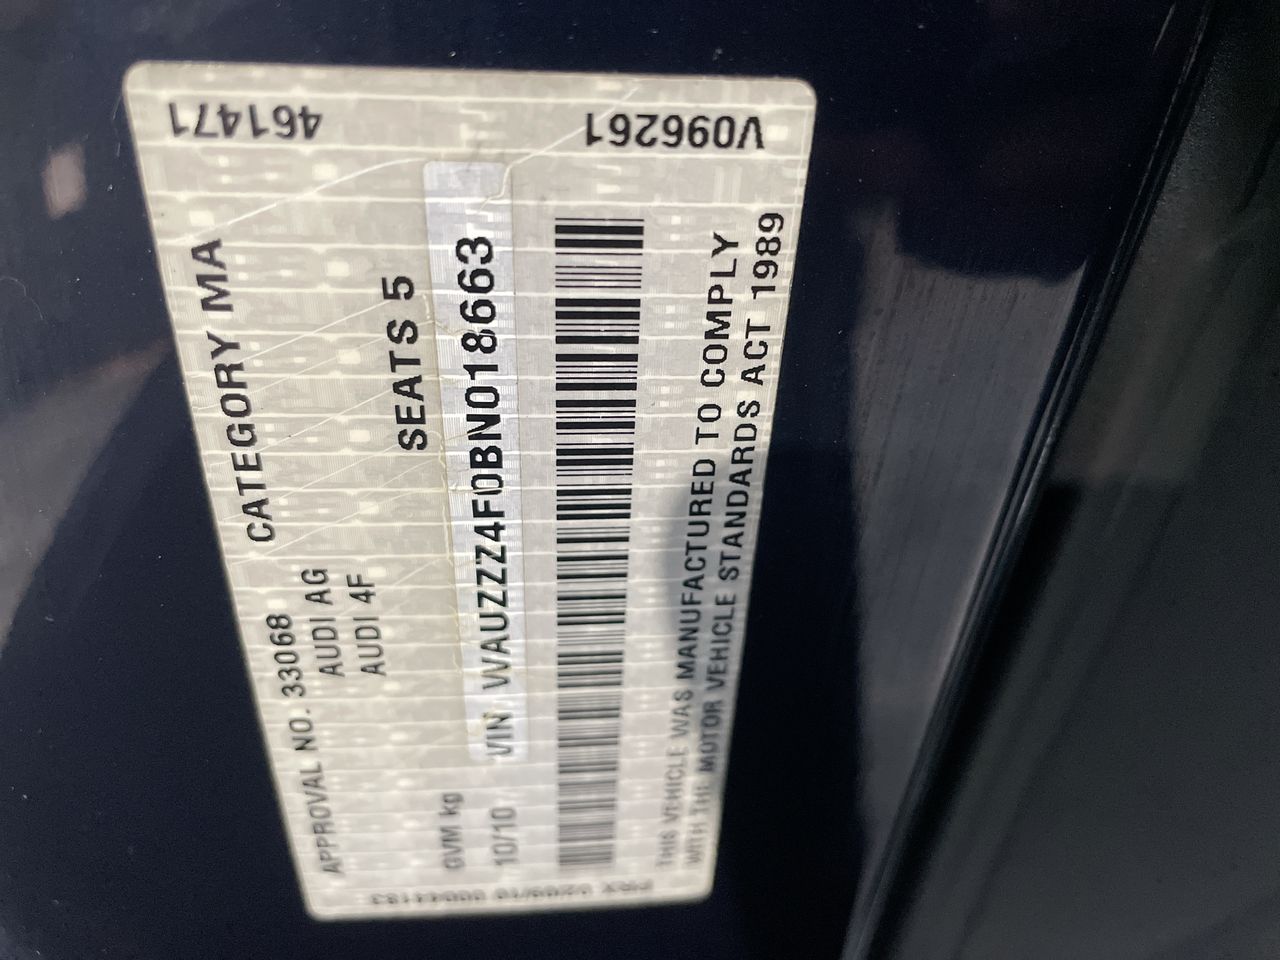 461471
V096261
APPROVAL NO. 33068 CATEGORY MA
AUDI AG
AUDI 4F
SEATS 5
GVM kg
10/10 VIN WAUZZZ4F0BN018663
THIS VEHICLE WAS MANUFACTURED TO COMPLY
WITH THE MOTOR VEHICLE STANDARDS ACT 1989